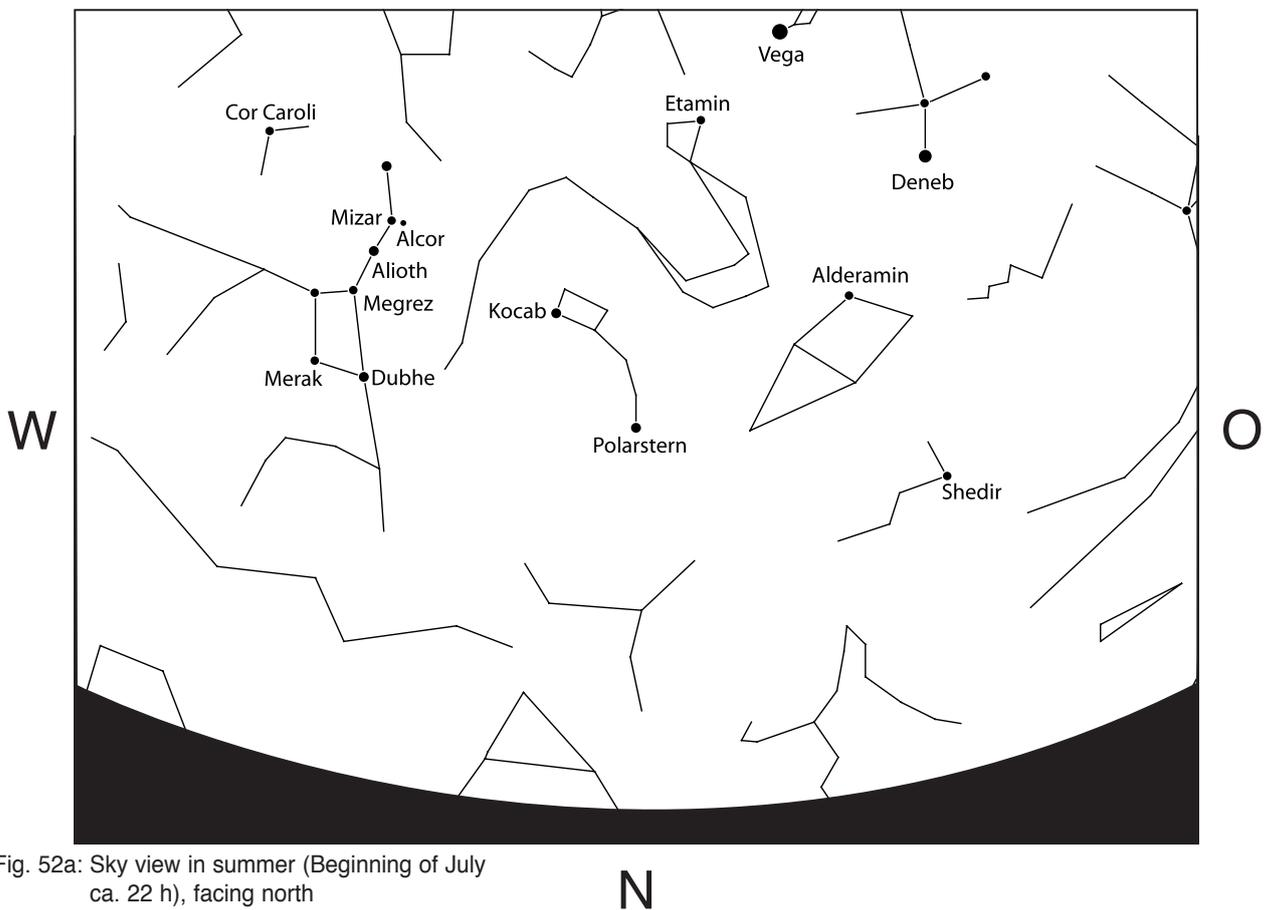 Vega
Etamin
Cor Caroli
Deneb
Mizar
Alcor
Alioth
Alderamin
Megrez
Kocab
Merak
Dubhe
W
O
Polarstern
Shedir
Fig. 52a: Sky view in summer (Beginning of July
ca. 22 h), facing north
N